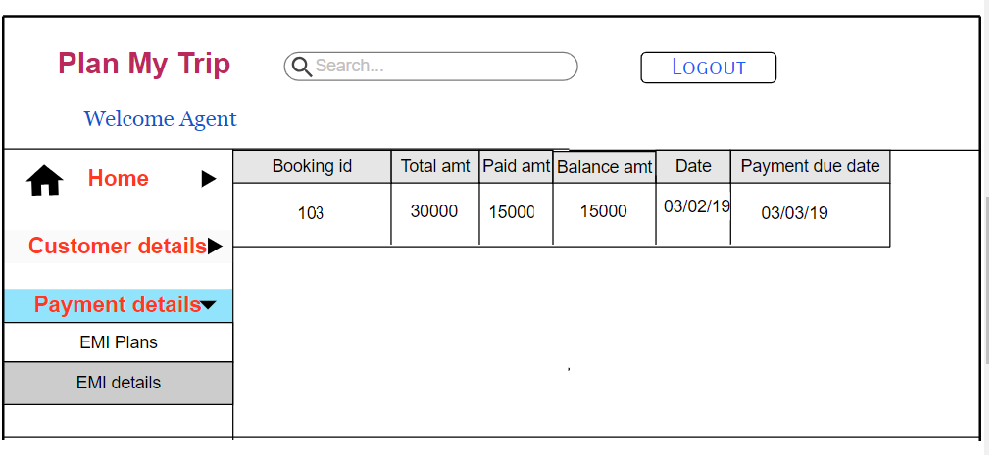 Plan My Trip
Search...
LOGOUT
Welcome Agent
Home
Customer details
Payment details
EMI Plans
EMI details
Booking id Total amt Paid amt Balance amt Date Payment due date
103 30000 15000 15000 03/02/19 03/03/19